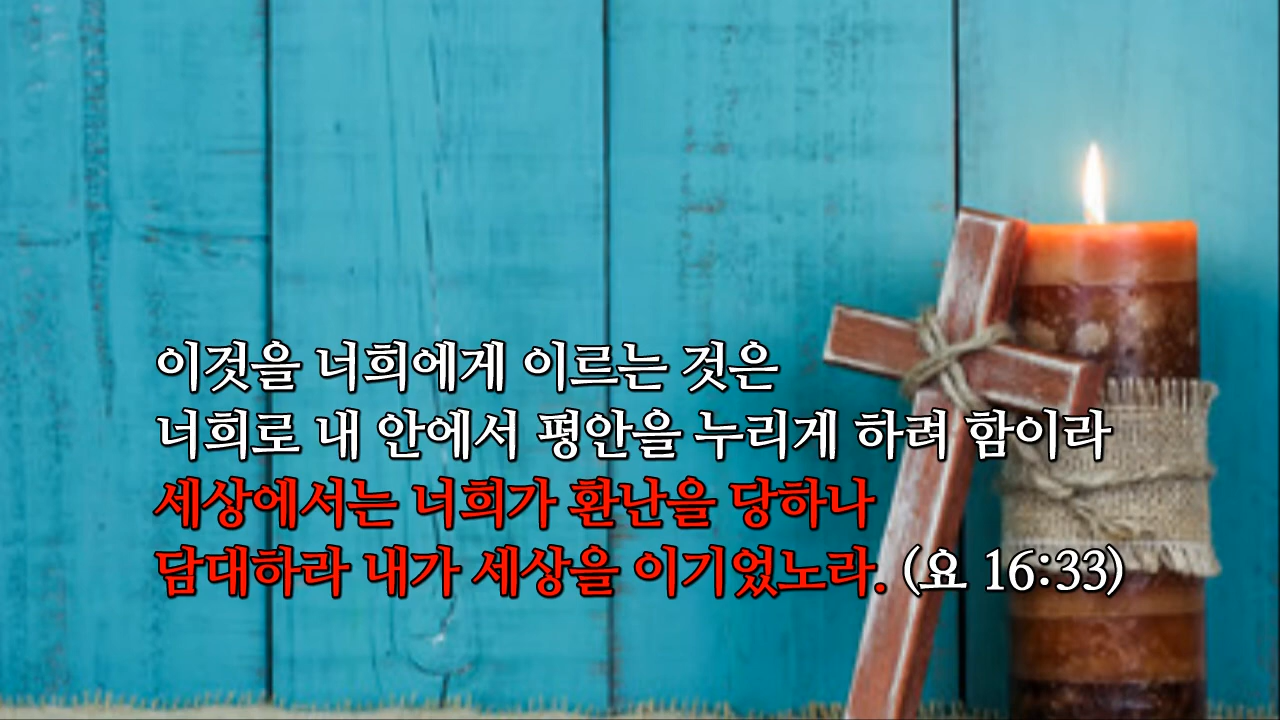 이것을 너희에게 이르는 것은
너희로 내 안에서 평안을 누리게 하려 함이라
세상에서는 너희가 환난을 당하나
담대하라 내가 세상을 이기었노라. (요 16:33)